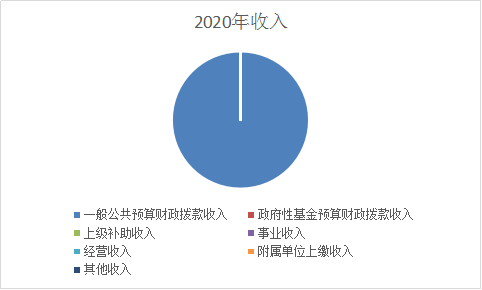 2020年收入
一般公共预算财政拨款收入 政府性基金预算财政拨款收入
上级补助收入 事业收入
经营收入 附属单位上缴收入
其他收入